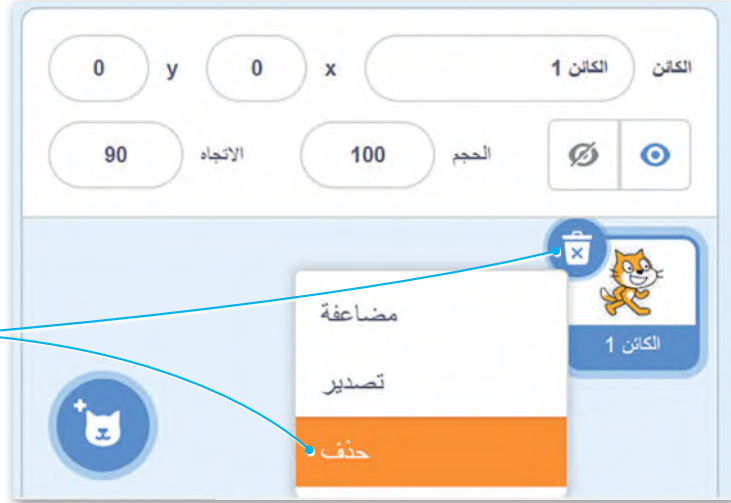 الكائن الكائن 1 x 0 y 0
الحجم 100 الاتجاه 90
الكائن 1
مضاعفة
تصدير
حذف